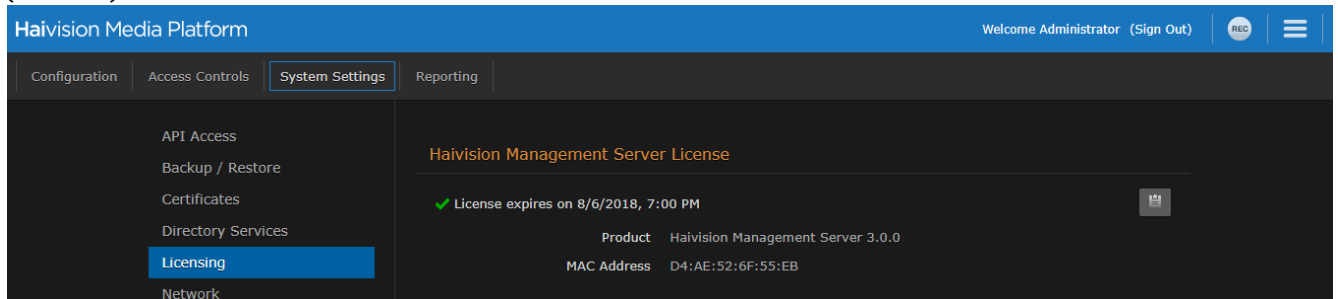 Haivision Media Platform
Welcome Administrator (Sign Out)
REC
Configuration
Access Controls
System Settings
Reporting
API Access
Backup / Restore
Certificates
Directory Services
Licensing
Network
Haivision Management Server License
License expires on 8/6/2018, 7:00 PM
Product Haivision Management Server 3.0.0
MAC Address D4:AE:52:6F:55:EB